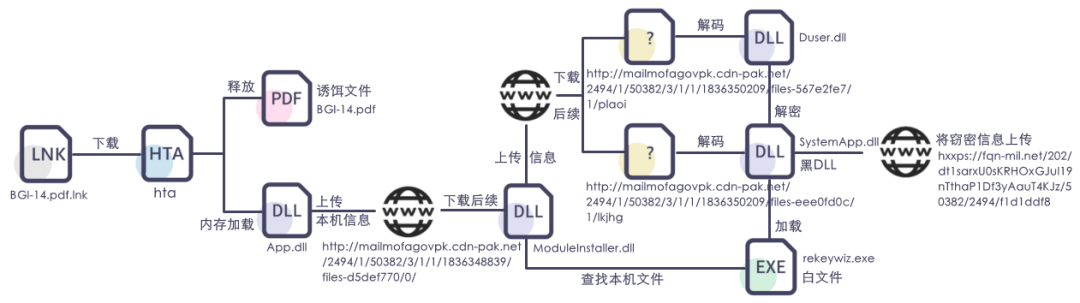 LNK
BGI-14.pdf.lnk
下载
HTA
hta
释放
PDF
诱饵文件
BGI-14.pdf
内存加载
DLL
App.dll
上传
本机信息
www
http://mailmofagovpk.cdn-pak.net
/2494/1/50382/3/1/1/1836348839/
files-d5def770/0/
下载后续
DLL
ModuleInstaller.dll
上传 信息
www
下载
后续
?
http://mailmofagovpk.cdn-pak.net/
2494/1/50382/3/1/1/1836350209/files-567e2fe7/
1/plaoi
解码
DLL
Duser.dll
解密
?
http://mailmofagovpk.cdn-pak.net/
2494/1/50382/3/1/1/1836350209/files-eee0fd0c/
1/lkjhg
解码
DLL
SystemApp.dll
黑DLL
www
将窃密信息上传
hxxps://fqn-mil.net/202/
dt1sarxU0sKRHOxGJuI19
nTthaP1Df3yAauT4KJz/5
0382/2494/f1d1ddf8
加载
查找本机文件
EXE
rekeywiz.exe
白文件